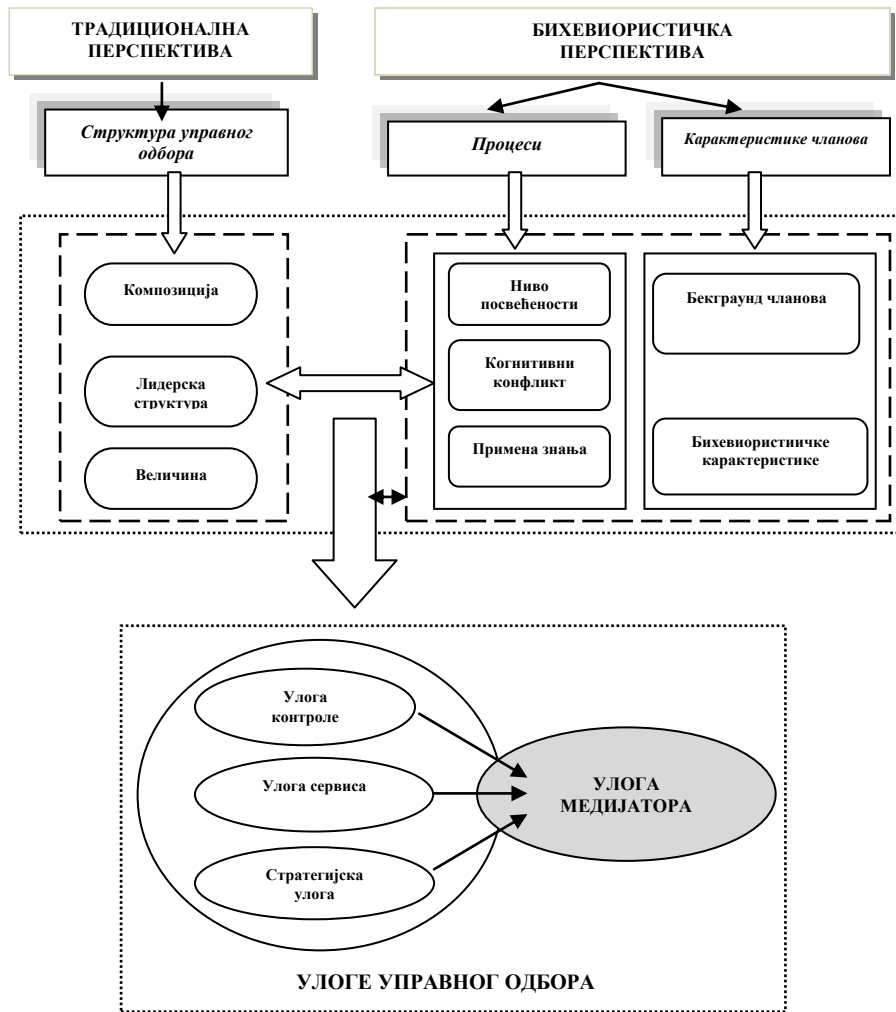 ТРАДИЦИОНАЛНА
ПЕРСПЕКТИВА
БИХЕВИОРИСТИЧКА
ПЕРСПЕКТИВА
Структура управног
одбора
Процеси
Карактеристике чланова
Композиција
Лидерска
структура
Величина
Ниво
посвећености
Когнитивни
конфликт
Примена знања
Бекграунд чланова
Бихевиористиичке
карактеристике
Улога
контроле
Улога сервиса
Стратегијска
улога
УЛОГА
МЕДИЈАТОРА
УЛОГЕ УПРАВНОГ ОДБОРА